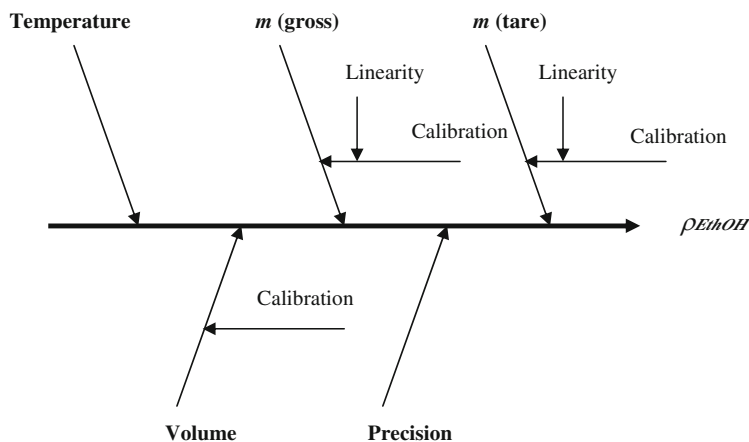 Temperature
m (gross)
m (tare)
Linearity
Linearity
Calibration
Calibration
ρEthOH
Calibration
Volume
Precision